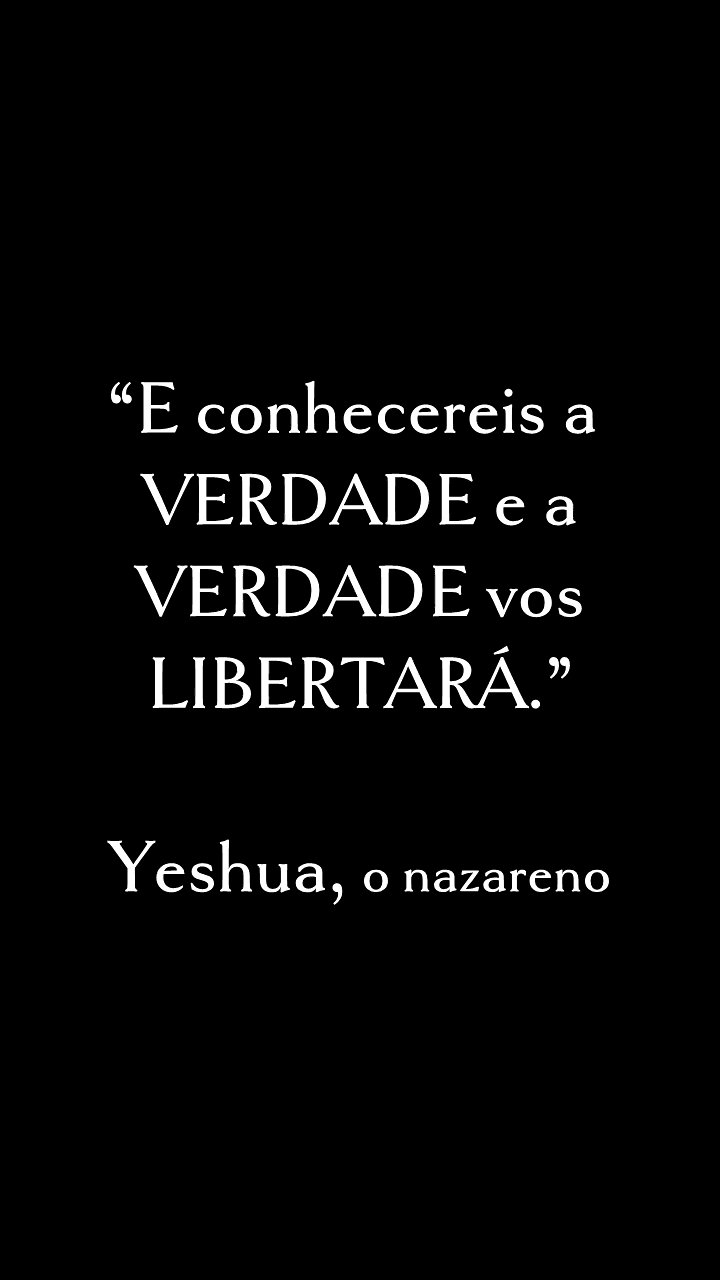 “E conhecereis a
VERDADE e a
VERDADE vos
LIBERTARÁ.”
Yeshua, o nazareno